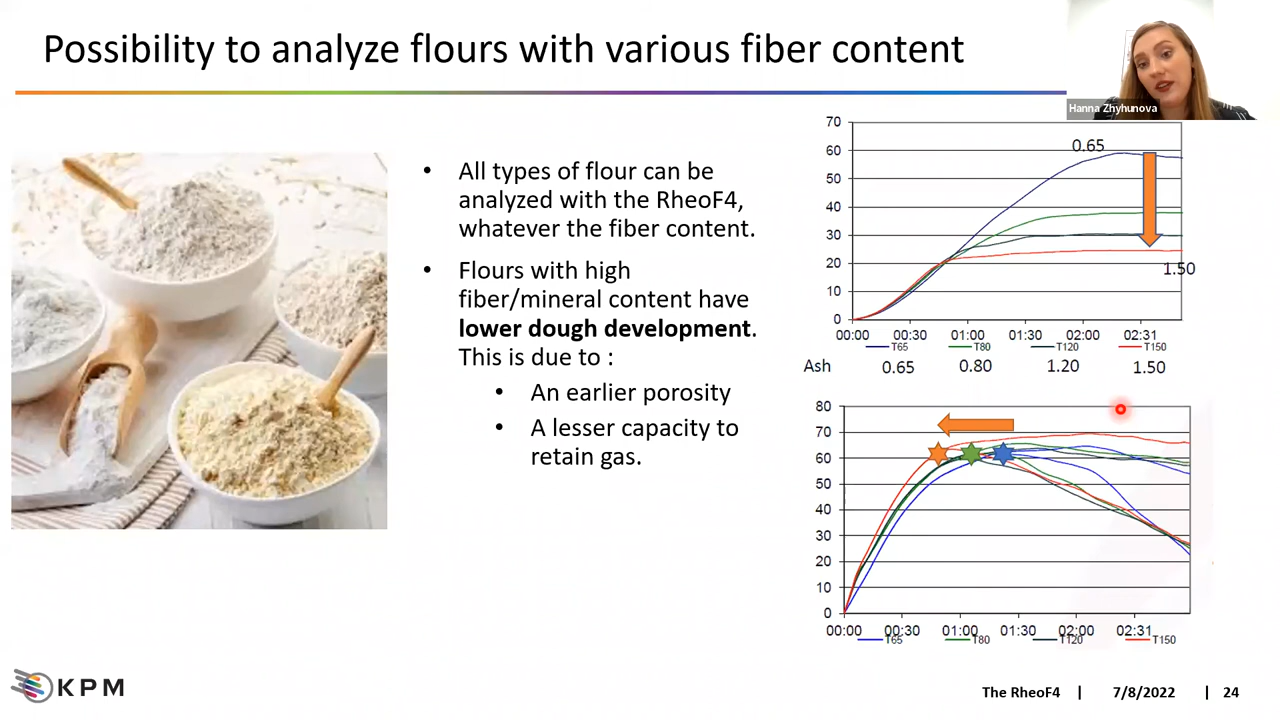 Possibility to analyze flours with various fiber content
Hanna Zhyhunova
• All types of flour can be
analyzed with the RheoF4,
whatever the fiber content.
• Flours with high
fiber/mineral content have
lower dough development.
This is due to :
• An earlier porosity
• A lesser capacity to
retain gas.
70
60
50
40
30
20
10
0
0.65
1.50
00:00 00:30 01:00 01:30 02:00 02:31
T65 T80 T120 T150
Ash 0.65 0.80 1.20 1.50
80
70
60
50
40
30
20
10
0
00:00 00:30 01:00 01:30 02:00 02:31
T65 T80 T120 T150
KPM
The RheoF4 | 7/8/2022 | 24